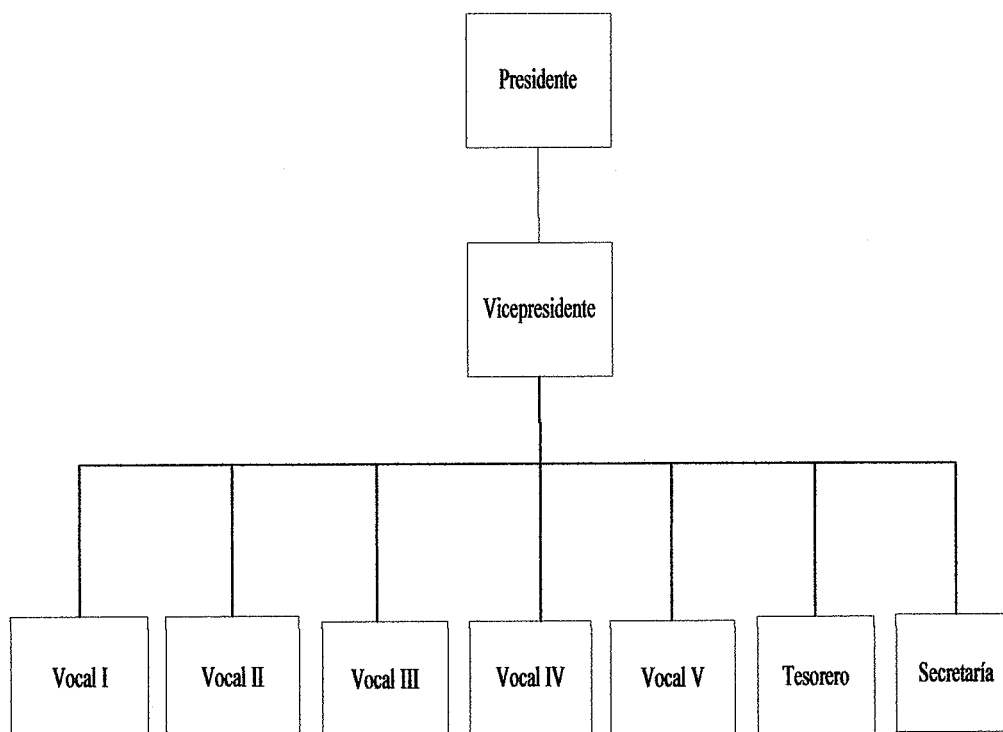 Presidente
Vicepresidente
Vocal I
Vocal II
Vocal III
Vocal IV
Vocal V
Tesorero
Secretaría